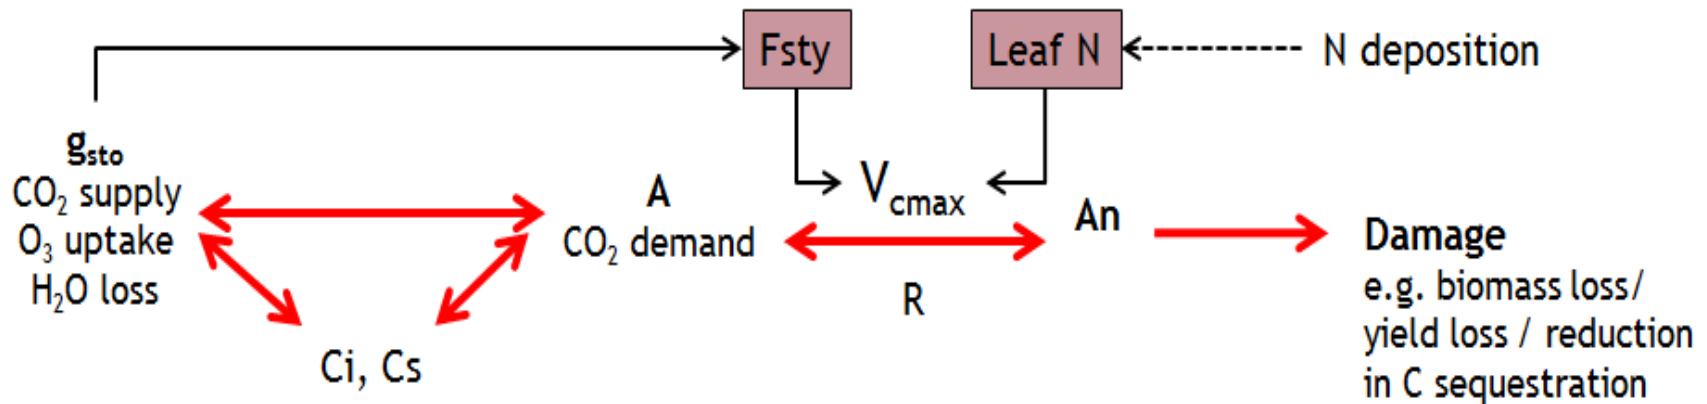 Fsty
Leaf N
N deposition
gsto
CO2 supply
O3 uptake
H2O loss
A
CO2 demand
Vcmax
An
R
Ci, Cs
Damage
e.g. biomass loss/
yield loss / reduction
in C sequestration